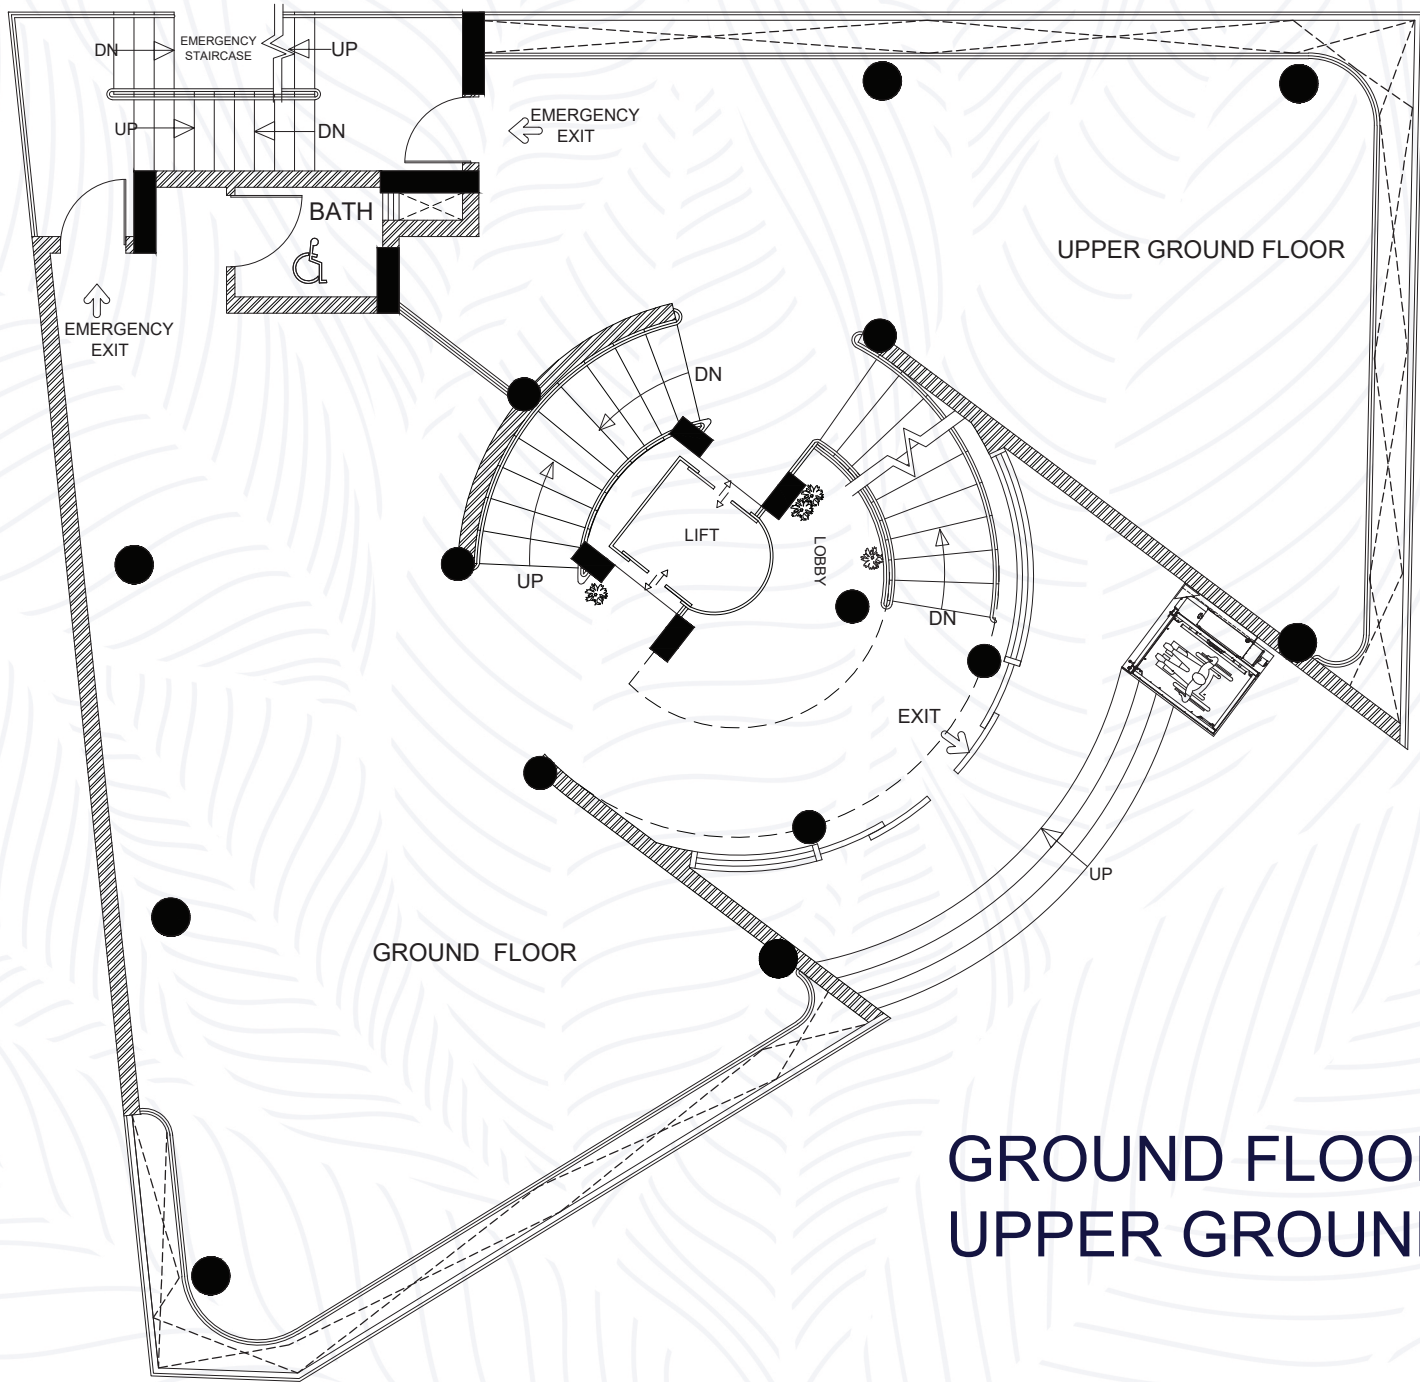 DN
EMERGENCY
STAIRCASE
UP
UP
DN
EMERGENCY
EXIT
BATH
UPPER GROUND FLOOR
EMERGENCY
EXIT
DN
LIFT
LOBBY
UP
DN
EXIT
UP
GROUND FLOOR
GROUND FLOO
UPPER GROUN